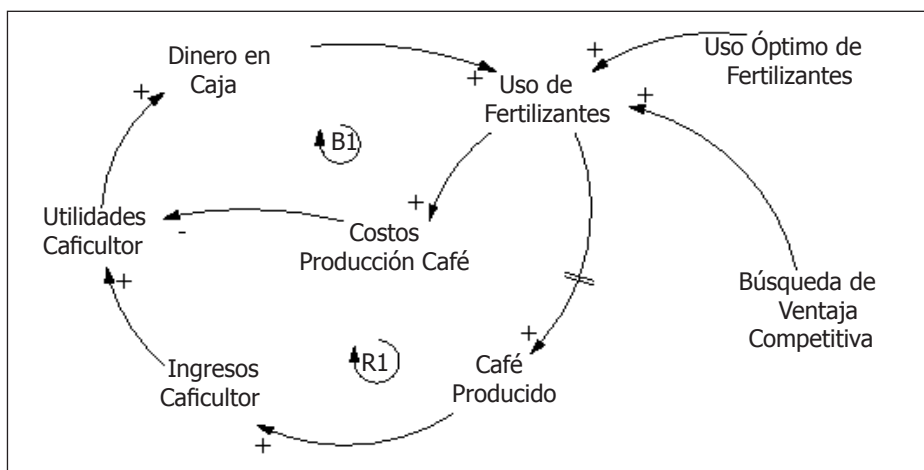 Dinero en
Caja
+
+
Uso de
Fertilizantes
+
Uso Óptimo de
Fertilizantes
+
B1
Utilidades
Caficultor
-
+
Costos
Producción Café
+
Búsqueda de
Ventaja
Competitiva
Ingresos
Caficultor
R1
+
Café
Producido
+